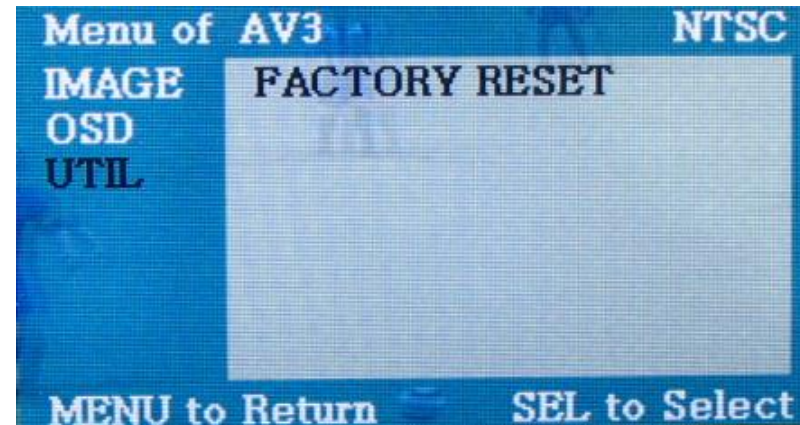 Menu of AV3 NTSC
IMAGE FACTORY RESET
OSD
UTIL
MENU to Return SEL to Select